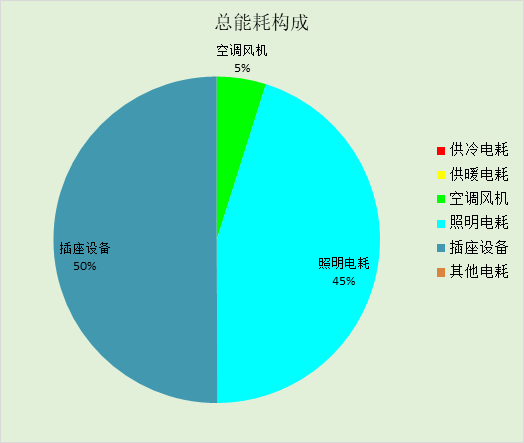 总能耗构成
空调风机
5%
照明电耗
45%
插座设备
50%
供冷电耗
供暖电耗
空调风机
照明电耗
插座设备
其他电耗